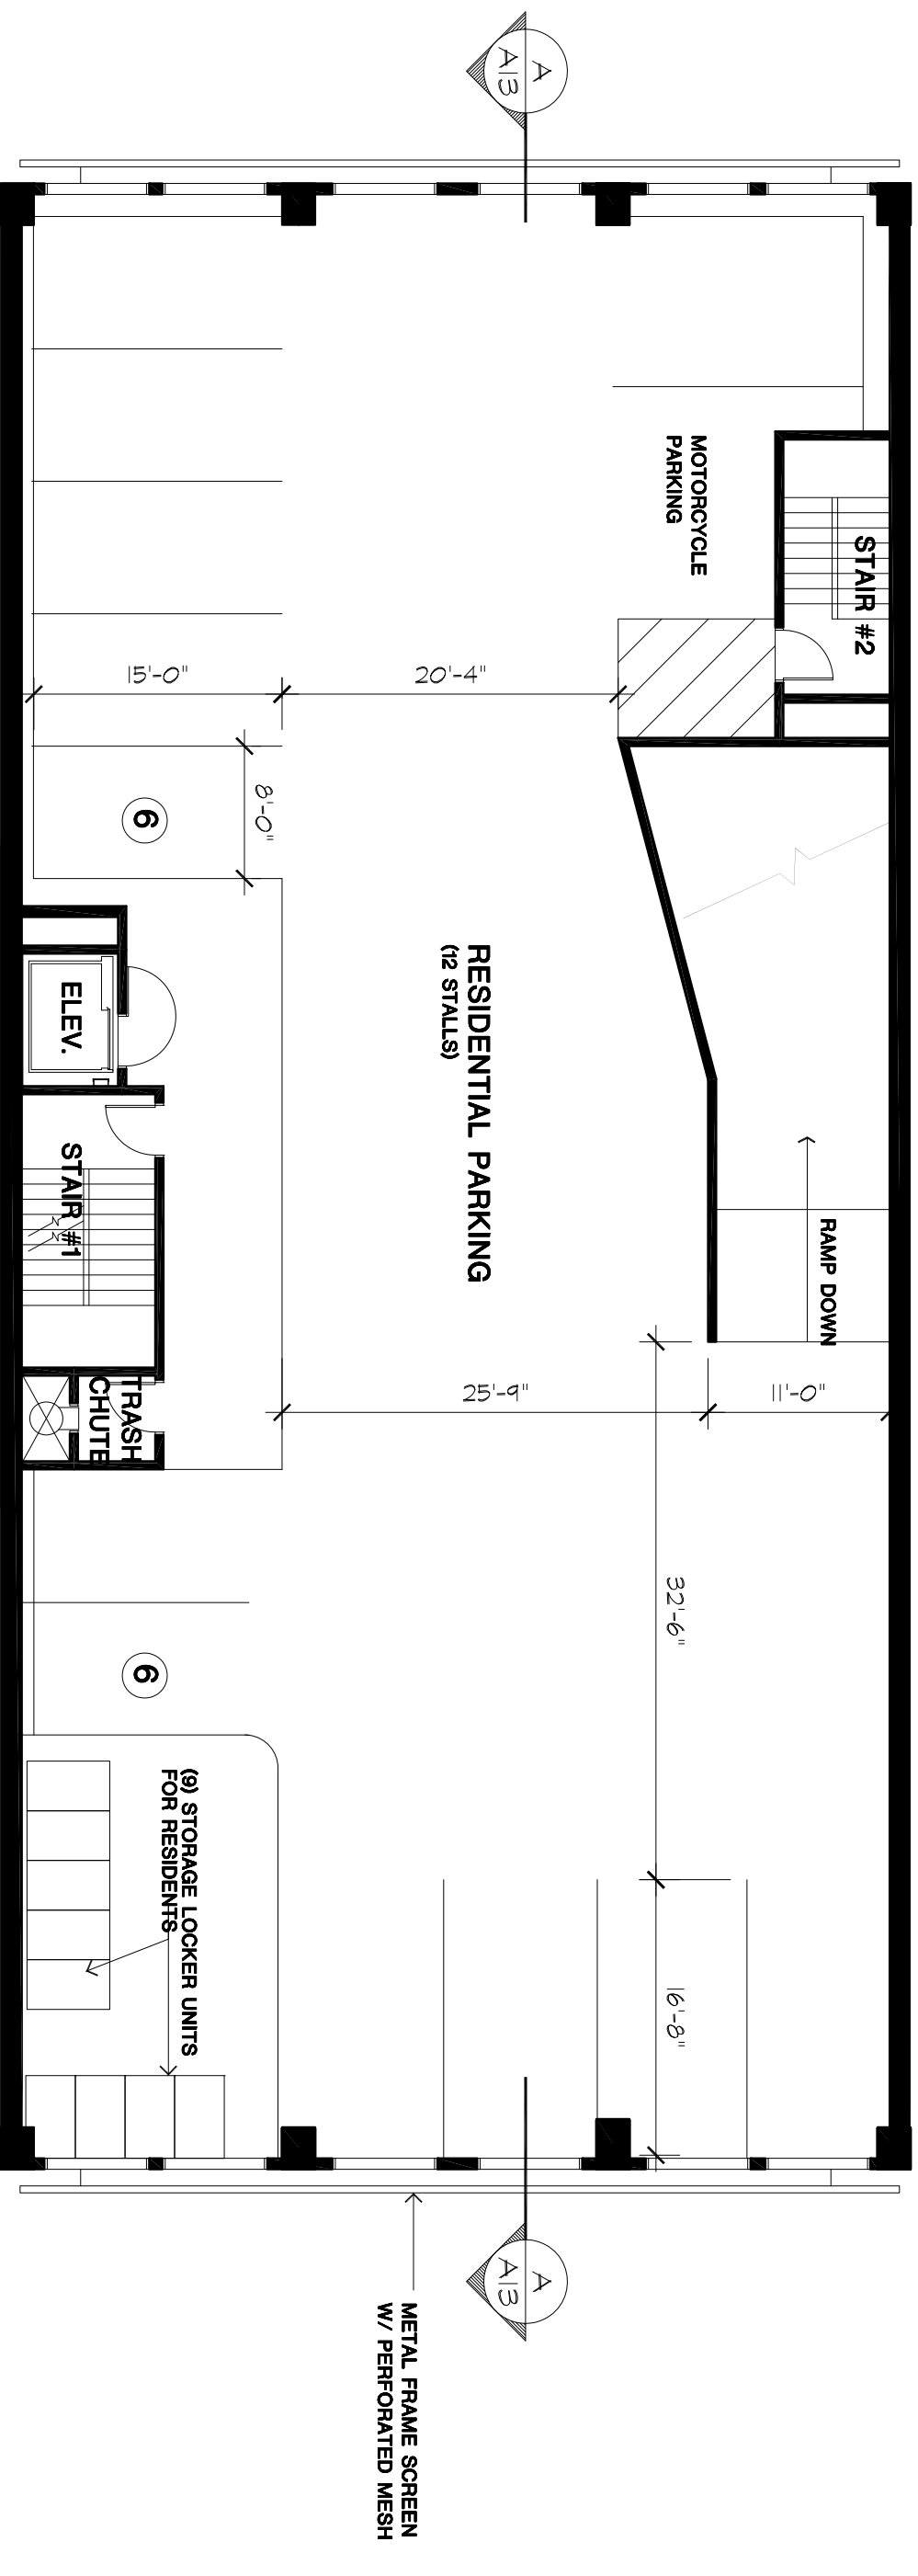 A
A13
MOTORCYCLE
PARKING
STAIR #2
15'-0"
20'-4"
8'-0"
6
RESIDENTIAL PARKING
(12 STALLS)
ELEV.
STAIR #1
RAMP DOWN
TRASH
CHUTE
25'-9"
11'-0"
32'-6"
6
(9) STORAGE LOCKER UNITS
FOR RESIDENTS
16'-8"
A
A13
METAL FRAME SCREEN
W/ PERFORATED MESH